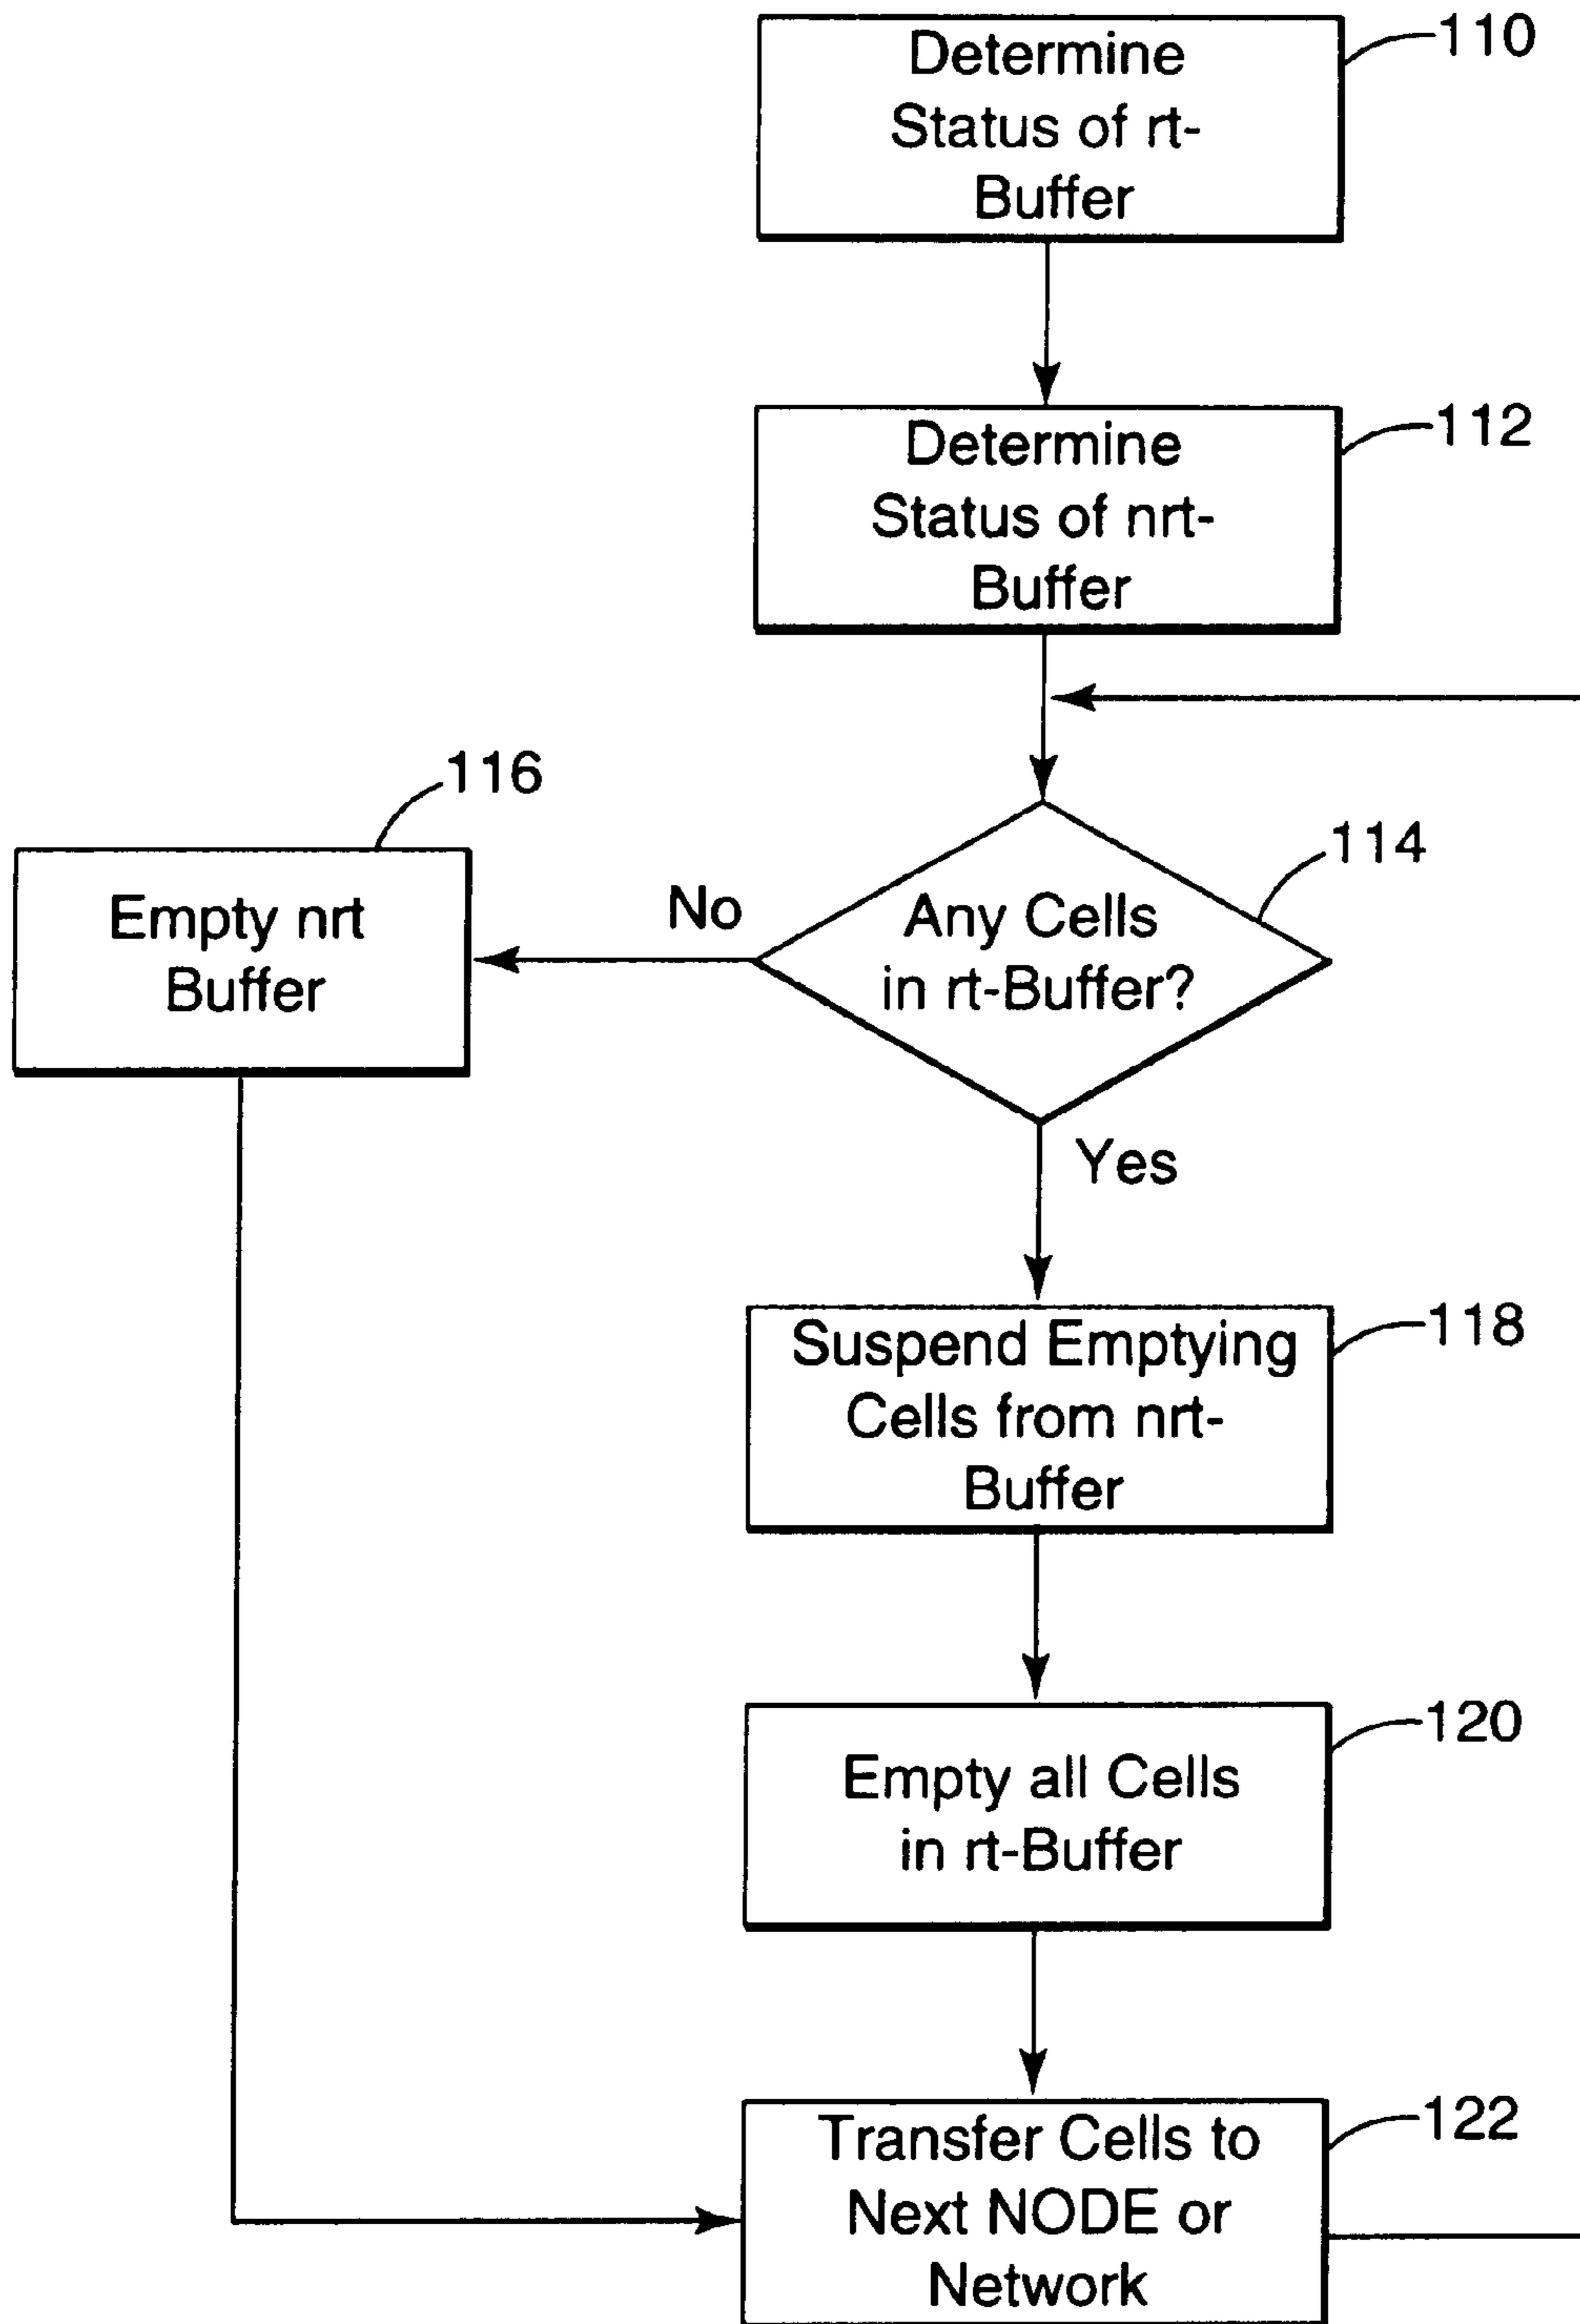 Determine
Status of rt-
Buffer
110
Determine
Status of nrt-
Buffer
112
116
Empty nrt
Buffer
No
Any Cells
in rt-Buffer?
114
Yes
Suspend Emptying
Cells from nrt-
Buffer
118
Empty all Cells
in rt-Buffer
120
Transfer Cells to
Next NODE or
Network
122